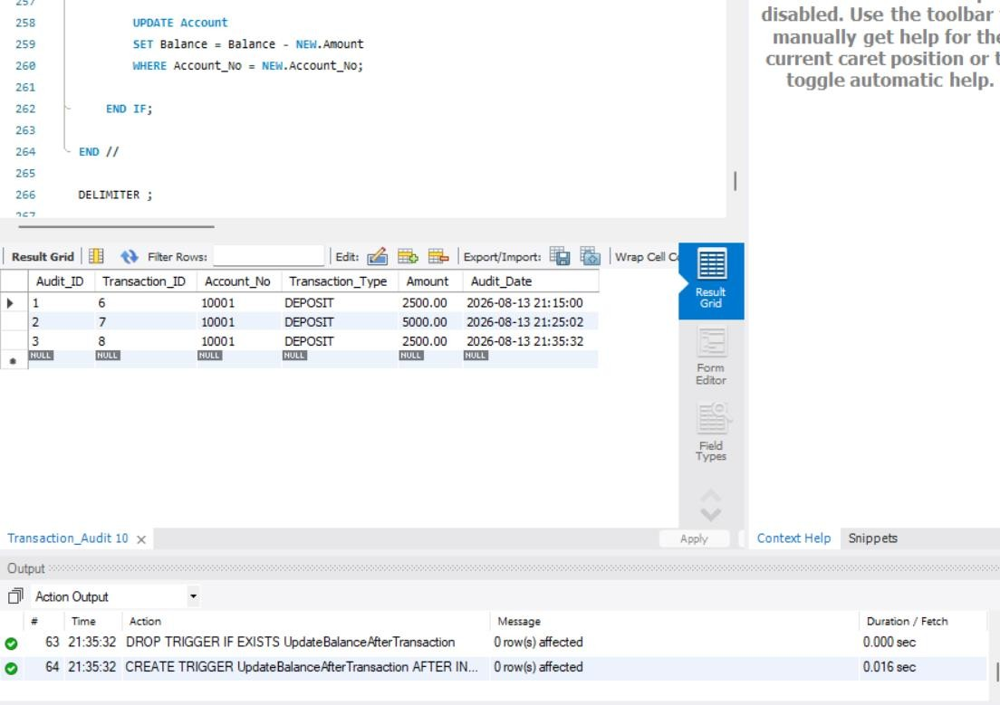 257
258 UPDATE Account
259 SET Balance = Balance - NEW.Amount
260 WHERE Account_No = NEW.Account_No;
261
262 END IF;
263
264 END //
265
266 DELIMITER ;
267
disabled. Use the toolbar
manually get help for the
current caret position or
toggle automatic help.
Result Grid Filter Rows: Edit: Export/Import: Wrap Cell
Audit_ID Transaction_ID Account_No Transaction_Type Amount Audit_Date
1 6 10001 DEPOSIT 2500.00 2026-08-13 21:15:00
2 7 10001 DEPOSIT 5000.00 2026-08-13 21:25:02
3 8 10001 DEPOSIT 2500.00 2026-08-13 21:35:32
NULL NULL NULL NULL NULL NULL
Result
Grid
Form
Editor
Field
Types
Transaction_Audit 10 Apply Context Help Snippets
Output
Action Output
# Time Action Message Duration / Fetch
63 21:35:32 DROP TRIGGER IF EXISTS UpdateBalanceAfterTransaction 0 row(s) affected 0.000 sec
64 21:35:32 CREATE TRIGGER UpdateBalanceAfterTransaction AFTER IN... 0 row(s) affected 0.016 sec